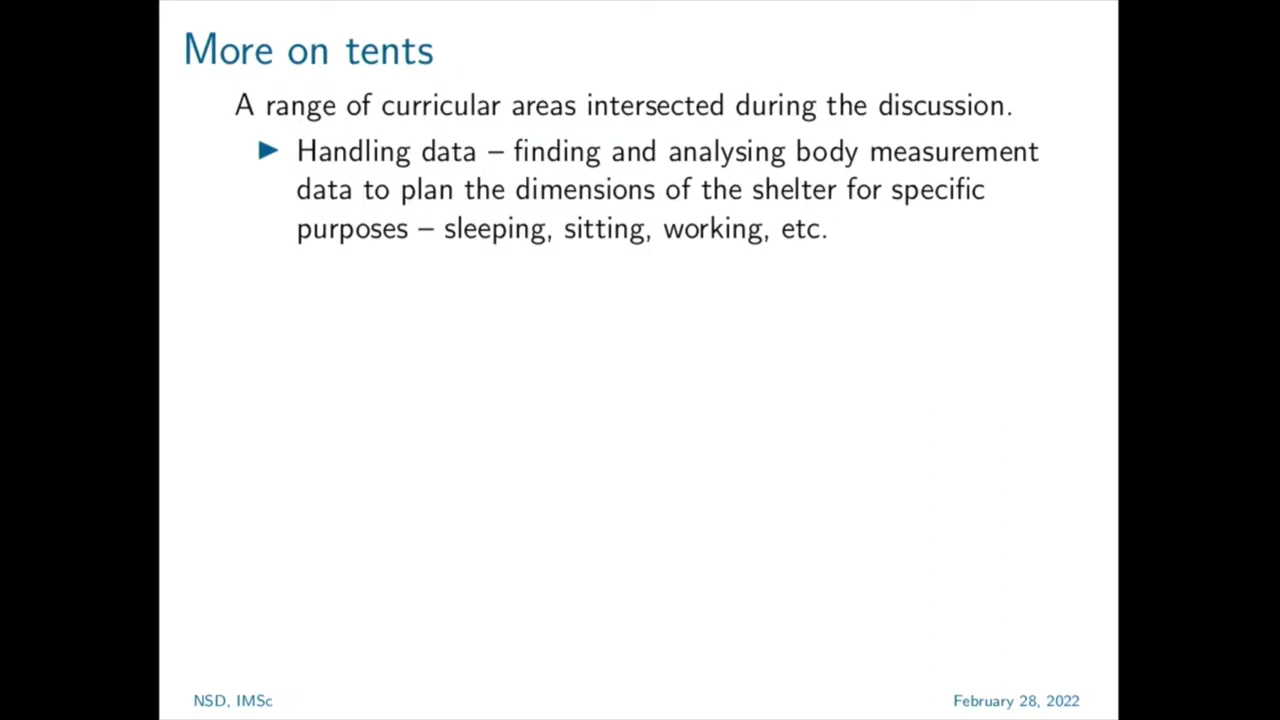 More on tents
A range of curricular areas intersected during the discussion.
▶ Handling data – finding and analysing body measurement
data to plan the dimensions of the shelter for specific
purposes – sleeping, sitting, working, etc.
NSD, IMSc
February 28, 2022